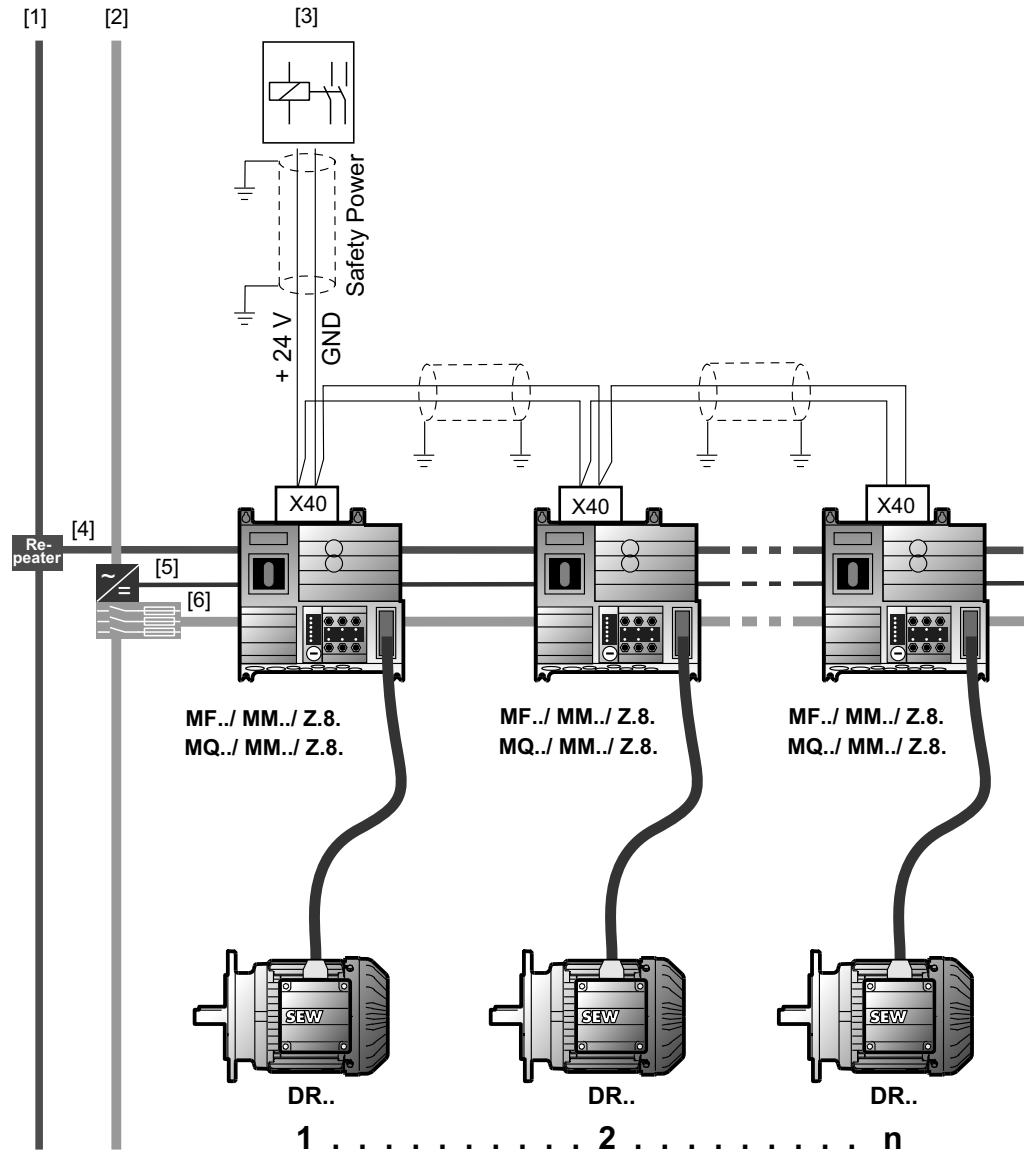 [1]
[2]
[3]
Safety Power
+ 24 V
GND
X40
X40
X40
[4]
Re-
peater
[5]
[6]
MF../ MM../ Z.8.
MQ../ MM../ Z.8.
MF../ MM../ Z.8.
MQ../ MM../ Z.8.
MF../ MM../ Z.8.
MQ../ MM../ Z.8.
SEW
SEW
SEW
DR..
DR..
DR..
1 . . . . . . . . . . 2 . . . . . . . . . n